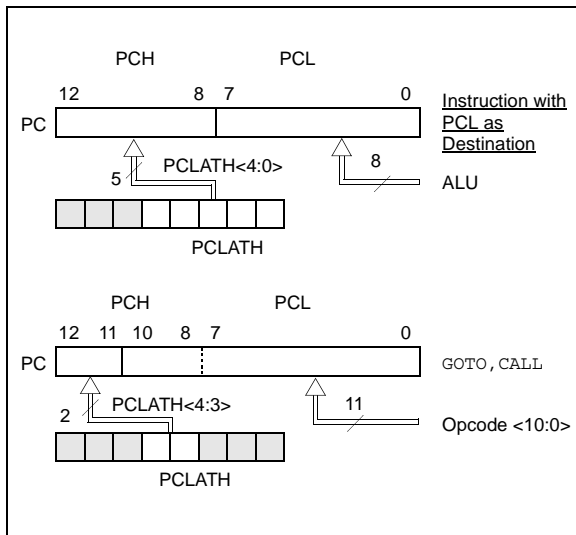 PCH PCL
12 8 7 0
PC
Instruction with
PCL as
Destination
5 PCLATH<4:0>
8
ALU
PCLATH
PCH PCL
12 11 10 8 7 0
PC
GOTO, CALL
2 PCLATH<4:3>
11
Opcode <10:0>
PCLATH